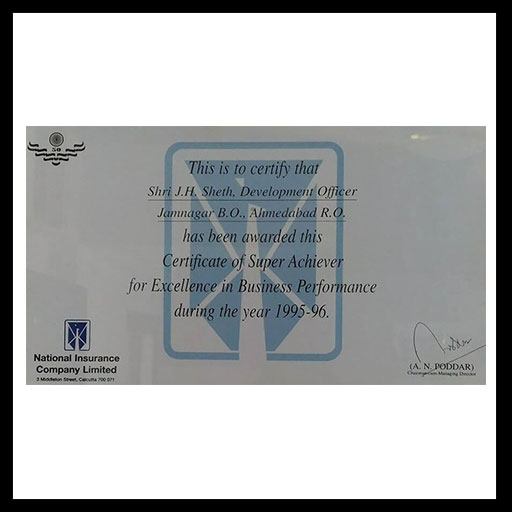 50
This is to certify that
Shri J.H. Sheth, Development Officer
Jamnagar B.O., Ahmedabad R.O.
has been awarded this
Certificate of Super Achiever
for Excellence in Business Performance
during the year 1995-96.
National Insurance
Company Limited
3 Middleton Street, Calcutta 700 071
(A. N. PODDAR)
Chairman-Cum-Managing Director